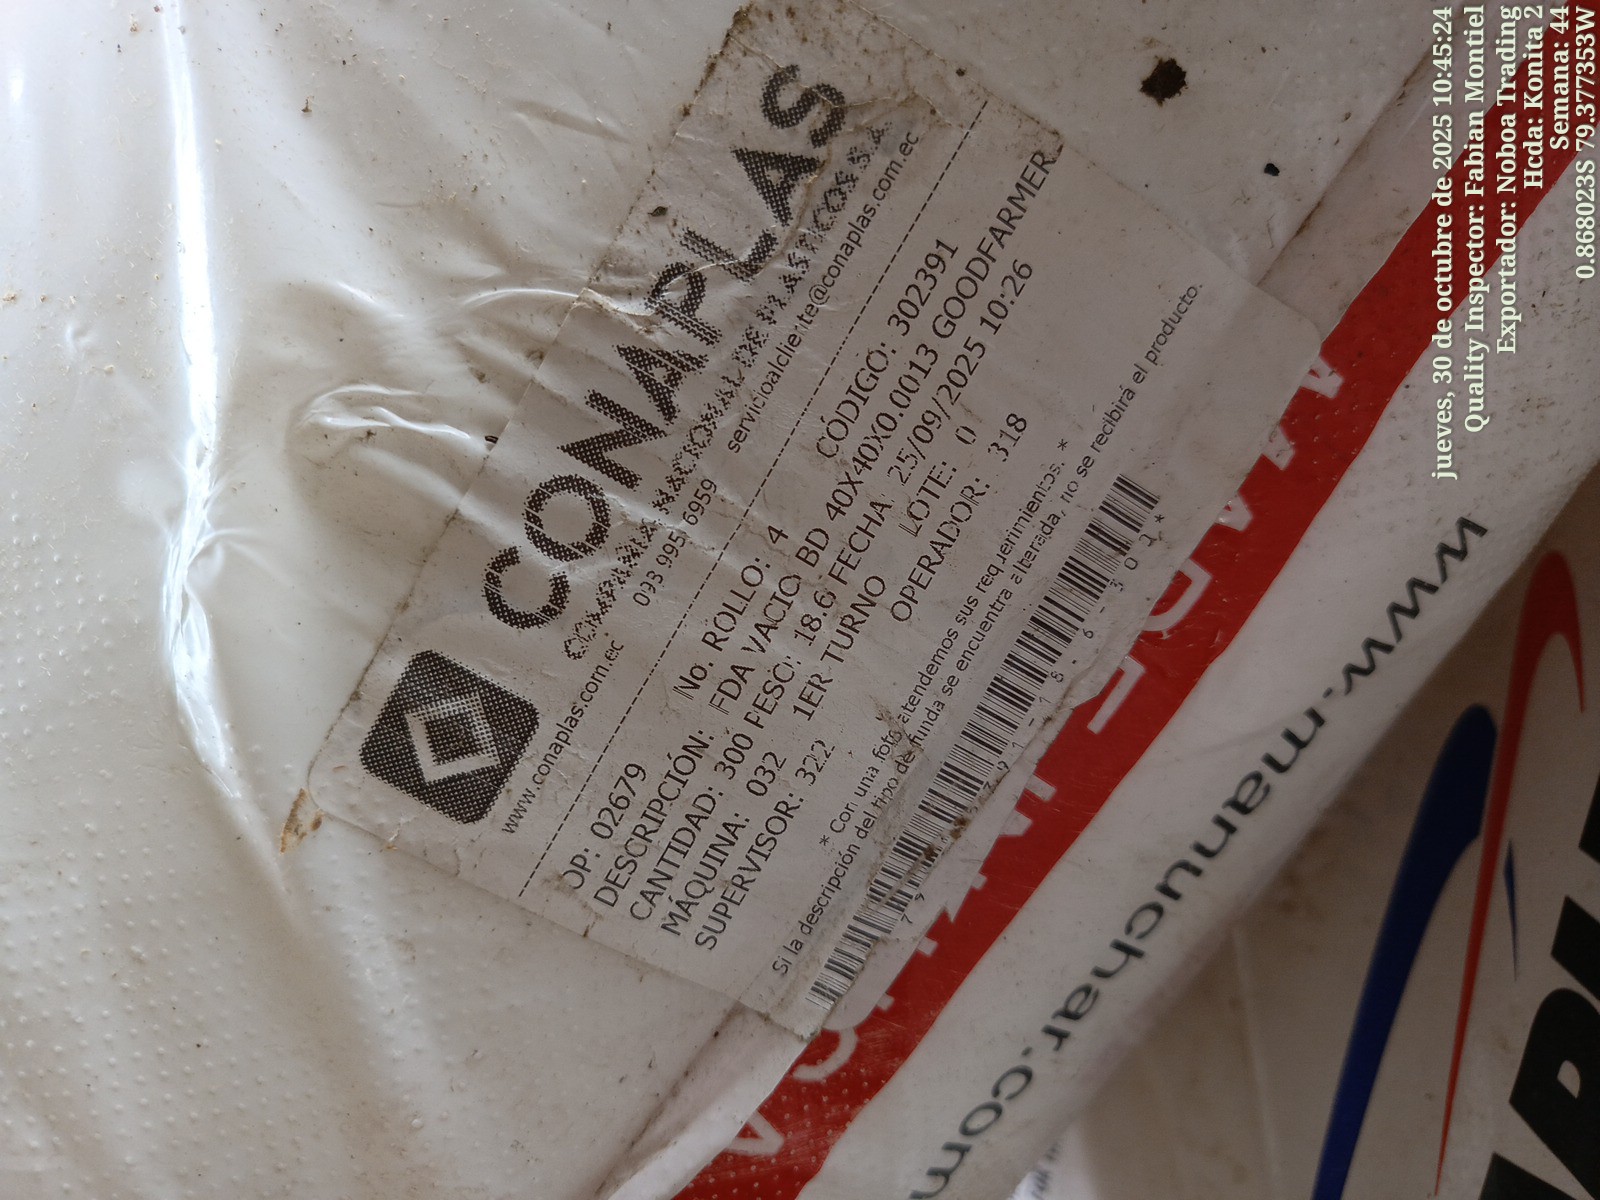 CONAPLAS
COMPAÑIA NACIONAL DE PLASTICOS S.A.
www.conaplas.com.ec
093 995 6959 servicioalcliente@conaplas.com.ec
OP: 02679 No. ROLLO: 4 CÓDIGO: 302391
DESCRIPCIÓN: FDA VACIO BD 40X40X0.0013 GOODFARMER
CANTIDAD: 300 PESO: 18.6 FECHA: 25/09/2025 10:26
MÁQUINA: 032 1ER TURNO LOTE: 0
SUPERVISOR: 322 OPERADOR: 318
* Con una foto atendemos sus requerimientos. *
Si la descripción del tipo de funda se encuentra alterada, no se recibirá el producto.
www.manuchar.com
jueves, 30 de octubre de 2025 10:45:24
Quality Inspector: Fabian Montiel
Exportador: Noboa Trading
Hcda: Konita 2
Semana: 44
0.868023S 79.377353W